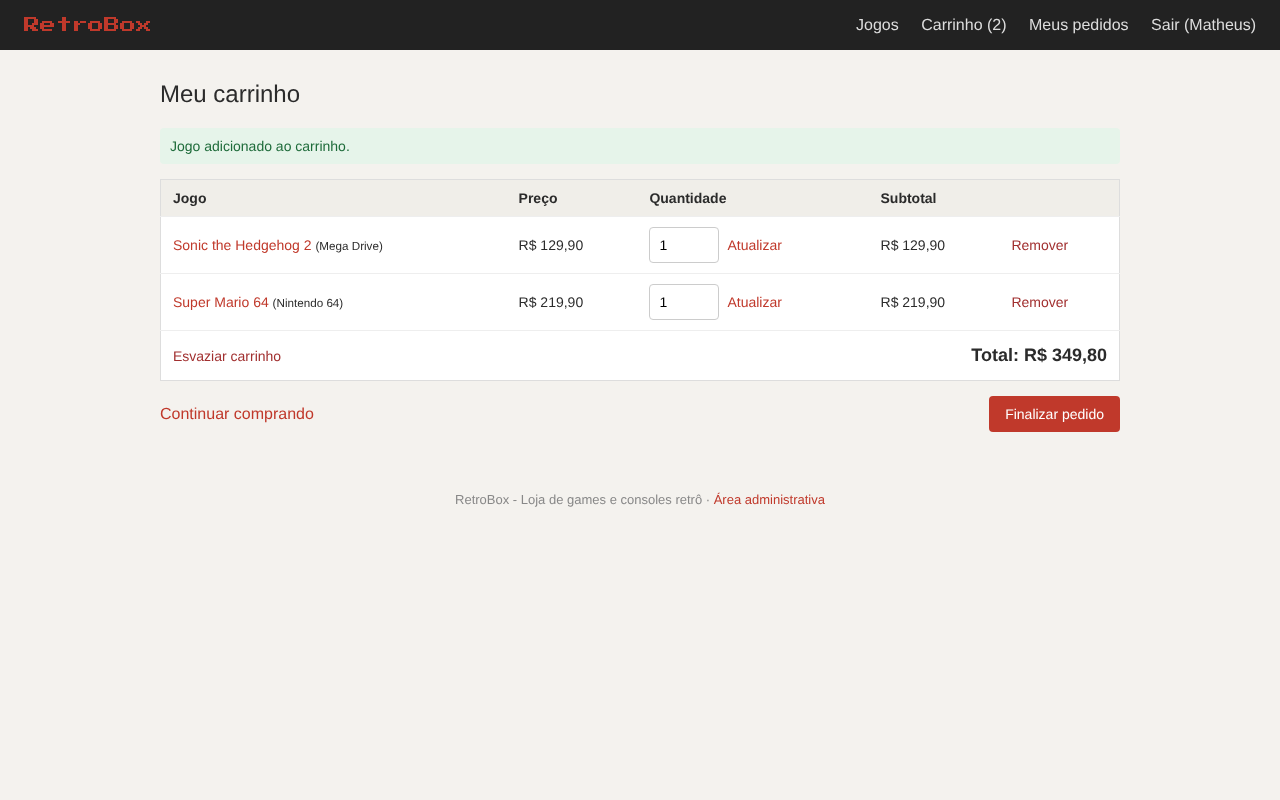 RetroBox Jogos Carrinho (2) Meus pedidos Sair (Matheus)
Meu carrinho
Jogo adicionado ao carrinho.
Jogo Preço Quantidade Subtotal
Sonic the Hedgehog 2 (Mega Drive) R$ 129,90 1 Atualizar R$ 129,90 Remover
Super Mario 64 (Nintendo 64) R$ 219,90 1 Atualizar R$ 219,90 Remover
Esvaziar carrinho Total: R$ 349,80
Continuar comprando Finalizar pedido
RetroBox - Loja de games e consoles retrô · Área administrativa